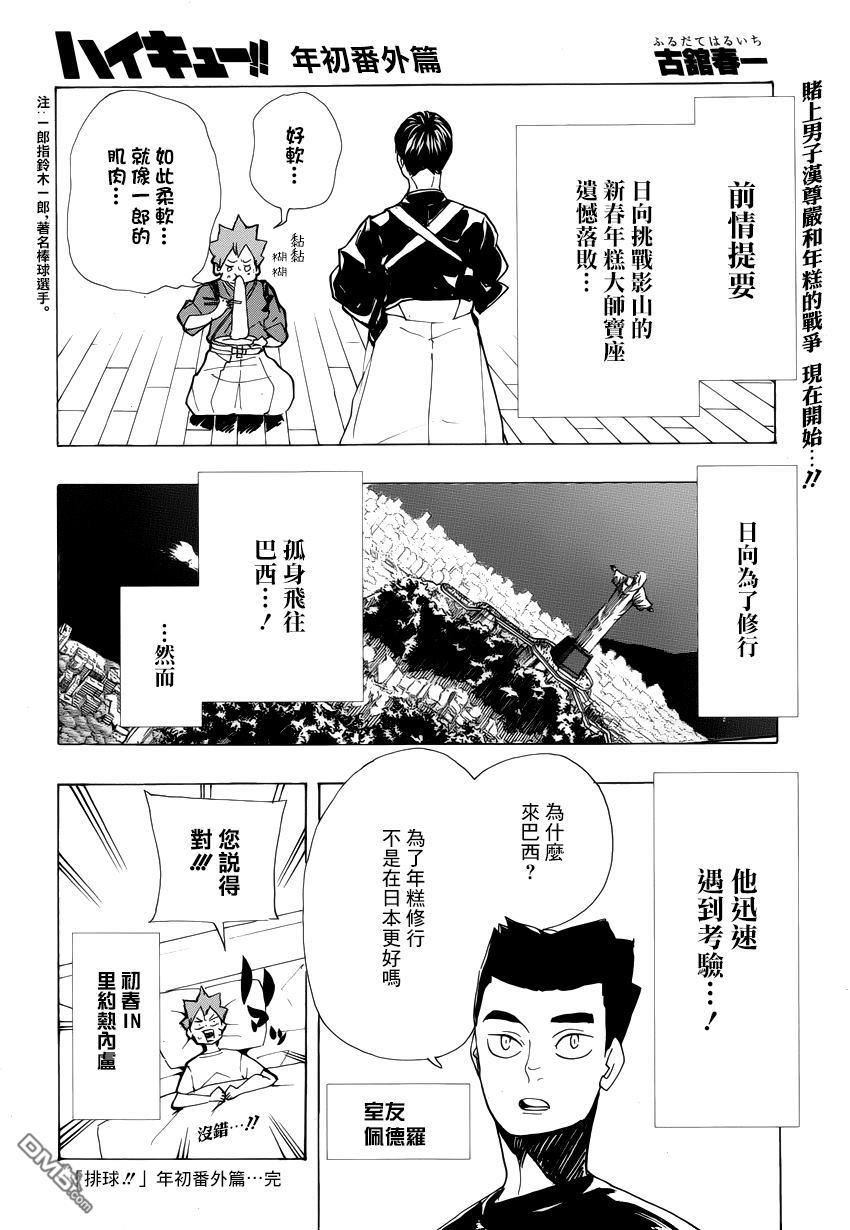 ハイキュー!! 年初番外篇
ふるだてはるいち
古舘春一
賭上男子漢尊嚴和年糕的戰爭 現在開始…!!
前情提要
日向挑戰影山的
新春年糕大師寶座
遺憾落敗…
好軟…
如此柔軟…
就像一郎的
肌肉…
黏黏
糊糊
注:一郎指鈴木一郎,著名棒球選手。
日向為了修行
孤身飛往
巴西…!
…然而
他迅速
遇到考驗…!
為什麼
來巴西?
為了年糕修行
不是在日本更好嗎
室友
佩德羅
您說得
對!!!
初春IN
里約熱內盧
沒錯…!!
「排球!!」年初番外篇…完